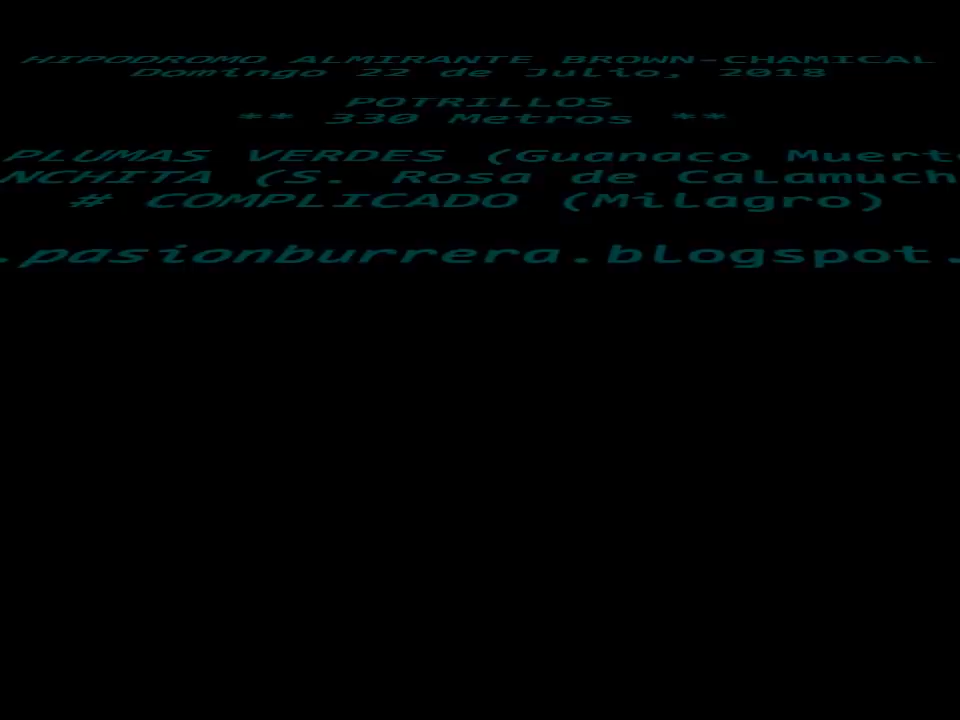 HIPODROMO ALMIRANTE BROWN-CHAMICAL
Domingo 22 de Julio, 2018
POTRILLOS
** 330 Metros **
PLUMAS VERDES (Guanaco
(S. Rosa de
# COMPLICADO (Milagro)
.pasionburrera.blogspot.